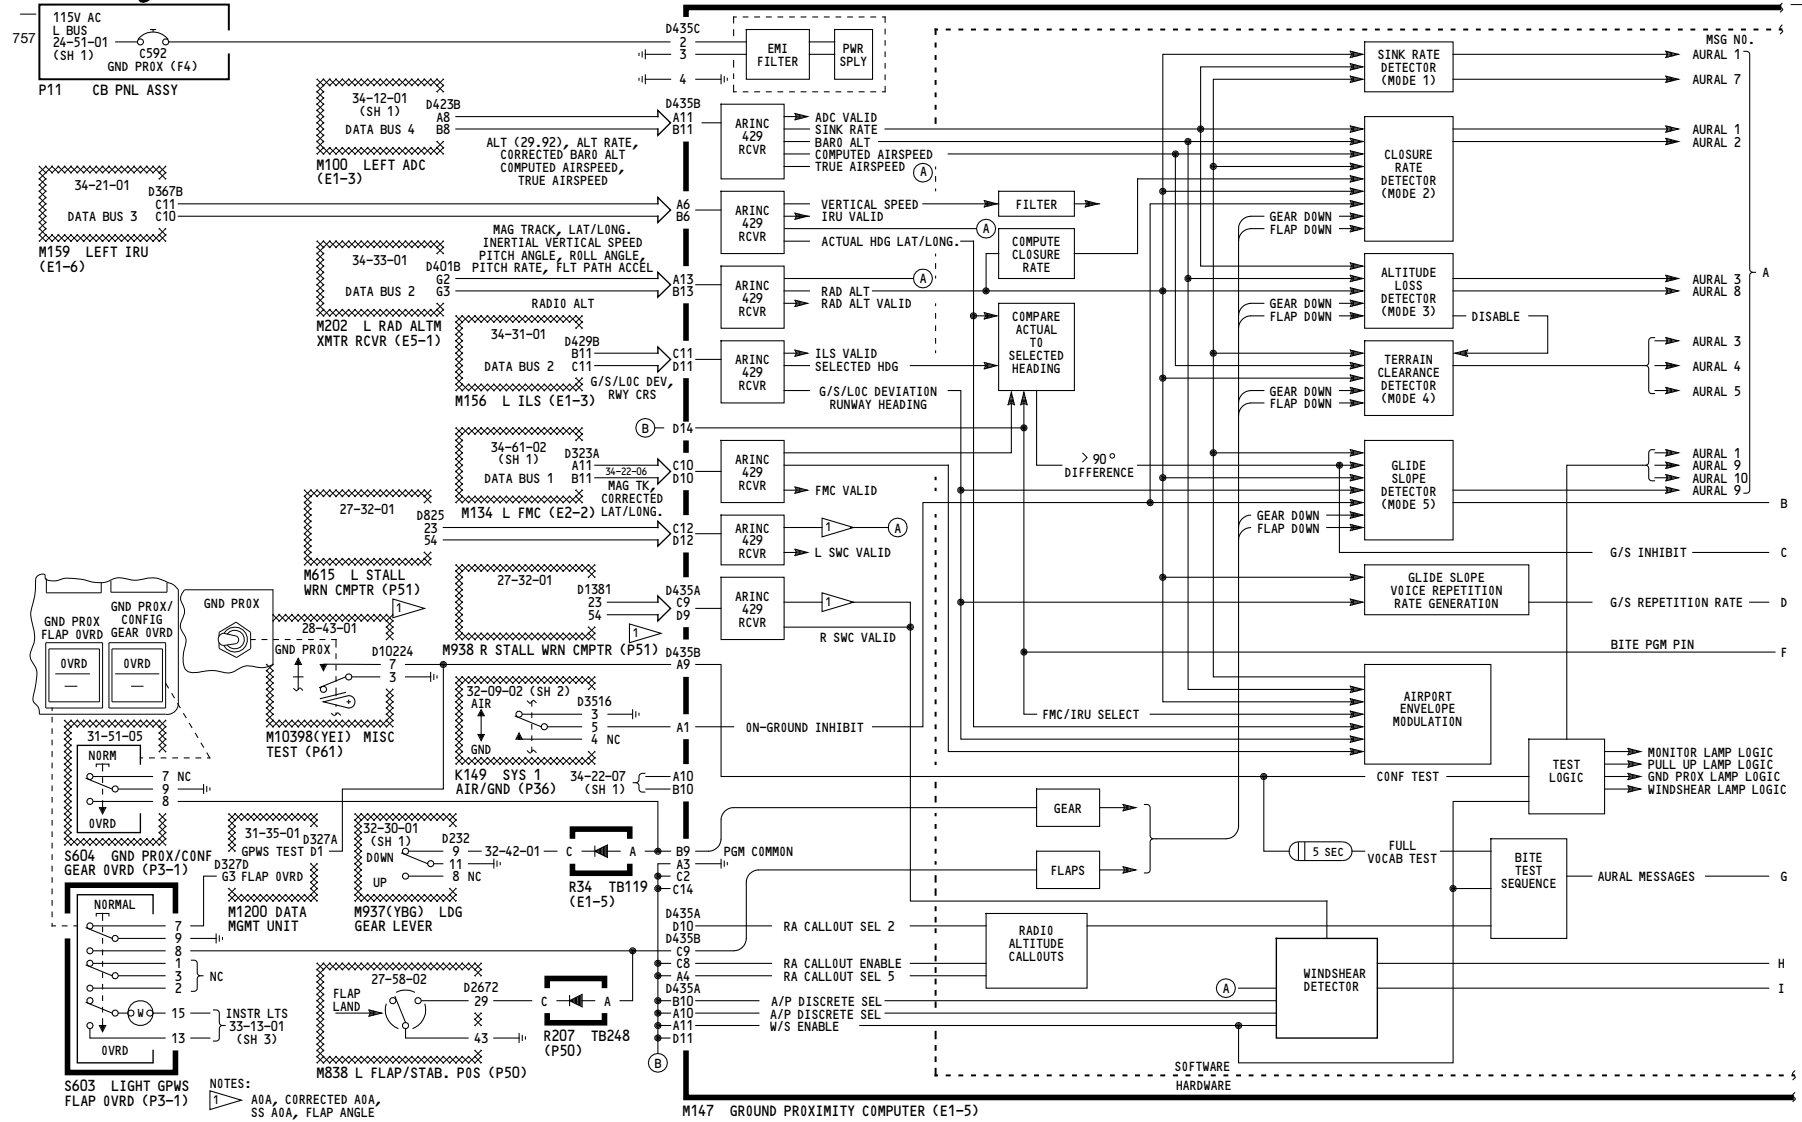 757
115V AC
L BUS
24-51-01
(SH 1)
C592
GND PROX (F4)
P11 CB PNL ASSY
34-12-01
(SH 1)
DATA BUS 4
D423B
A8
B8
M100 LEFT ADC
(E1-3)
ALT (29.92), ALT RATE,
CORRECTED BARO ALT
COMPUTED AIRSPEED,
TRUE AIRSPEED
34-21-01
DATA BUS 3
D367B
C11
C10
M159 LEFT IRU
(E1-6)
MAG TRACK, LAT/LONG.
INERTIAL VERTICAL SPEED
PITCH ANGLE, ROLL ANGLE,
PITCH RATE, FLT PATH ACCEL
34-33-01
DATA BUS 2
D401B
G2
G3
M202 L RAD ALTM
XMTR RCVR (E5-1)
RADIO ALT
34-31-01
DATA BUS 2
D429B
B11
C11
M156 L ILS (E1-3)
G/S/LOC DEV,
RWY CRS
34-61-02
(SH 1)
DATA BUS 1
D323A
A11
B11
34-22-06
MAG TK,
CORRECTED
LAT/LONG.
M134 L FMC (E2-2)
27-32-01
D825
23
54
M615 L STALL
WRN CMPTR (P51)
1
27-32-01
D1381
23
54
1
M938 R STALL WRN CMPTR (P51)
GND PROX
FLAP OVRD
GND PROX/
CONFIG
GEAR OVRD
OVRD
OVRD
GND PROX
28-43-01
GND PROX
D10224
7
3
M10398(YEI) MISC
TEST (P61)
32-09-02 (SH 2)
AIR
GND
D3516
3
5
4 NC
K149 SYS 1
AIR/GND (P36)
34-22-07
(SH 1)
31-51-05
NORM
OVRD
7 NC
9
8
S604 GND PROX/CONF
GEAR OVRD (P3-1)
31-35-01
D327A
GPWS TEST D1
D327D
G3 FLAP OVRD
M1200 DATA
MGMT UNIT
32-30-01
(SH 1)
DOWN
UP
D232
9
11
8 NC
M937(YBG) LDG
GEAR LEVER
32-42-01
C
A
R34 TB119
(E1-5)
NORMAL
OVRD
7
9
8
1
3
2
NC
W
15
13
INSTR LTS
33-13-01
(SH 3)
S603 LIGHT GPWS
FLAP OVRD (P3-1)
27-58-02
FLAP
LAND
D2672
29
43
M838 L FLAP/STAB. POS (P50)
C
A
R207 TB248
(P50)
NOTES:
1
AOA, CORRECTED AOA,
SS AOA, FLAP ANGLE
D435C
2
3
4
D435B
A11
B11
A6
B6
A13
B13
C11
D11
B
D14
C10
D10
C12
D12
D435A
C9
D9
D435B
A9
A1
A10
B10
B9
A3
C2
C14
D435A
D10
D435B
C9
C8
A4
D435A
B10
A10
A11
D11
B
EMI
FILTER
PWR
SPLY
ARINC
429
RCVR
ADC VALID
SINK RATE
BARO ALT
COMPUTED AIRSPEED
TRUE AIRSPEED
A
ARINC
429
RCVR
VERTICAL SPEED
IRU VALID
A
ACTUAL HDG LAT/LONG.
ARINC
429
RCVR
A
RAD ALT
RAD ALT VALID
ARINC
429
RCVR
ILS VALID
SELECTED HDG
G/S/LOC DEVIATION
RUNWAY HEADING
ARINC
429
RCVR
FMC VALID
ARINC
429
RCVR
1
A
L SWC VALID
ARINC
429
RCVR
1
R SWC VALID
ON-GROUND INHIBIT
PGM COMMON
RA CALLOUT SEL 2
RA CALLOUT ENABLE
RA CALLOUT SEL 5
A/P DISCRETE SEL
A/P DISCRETE SEL
W/S ENABLE
FILTER
COMPUTE
CLOSURE
RATE
COMPARE
ACTUAL
TO
SELECTED
HEADING
> 90°
DIFFERENCE
FMC/IRU SELECT
GEAR
FLAPS
RADIO
ALTITUDE
CALLOUTS
SINK RATE
DETECTOR
(MODE 1)
CLOSURE
RATE
DETECTOR
(MODE 2)
GEAR DOWN
FLAP DOWN
ALTITUDE
LOSS
DETECTOR
(MODE 3)
GEAR DOWN
FLAP DOWN
DISABLE
TERRAIN
CLEARANCE
DETECTOR
(MODE 4)
GEAR DOWN
FLAP DOWN
GLIDE
SLOPE
DETECTOR
(MODE 5)
GEAR DOWN
FLAP DOWN
GLIDE SLOPE
VOICE REPETITION
RATE GENERATION
AIRPORT
ENVELOPE
MODULATION
CONF TEST
TEST
LOGIC
5 SEC
FULL
VOCAB TEST
BITE
TEST
SEQUENCE
A
WINDSHEAR
DETECTOR
MSG NO.
AURAL 1
AURAL 7
AURAL 1
AURAL 2
AURAL 3
AURAL 8
A
AURAL 3
AURAL 4
AURAL 5
AURAL 1
AURAL 9
AURAL 10
AURAL 9
B
G/S INHIBIT
C
G/S REPETITION RATE
D
BITE PGM PIN
F
MONITOR LAMP LOGIC
PULL UP LAMP LOGIC
GND PROX LAMP LOGIC
WINDSHEAR LAMP LOGIC
AURAL MESSAGES
G
H
I
SOFTWARE
HARDWARE
M147 GROUND PROXIMITY COMPUTER (E1-5)